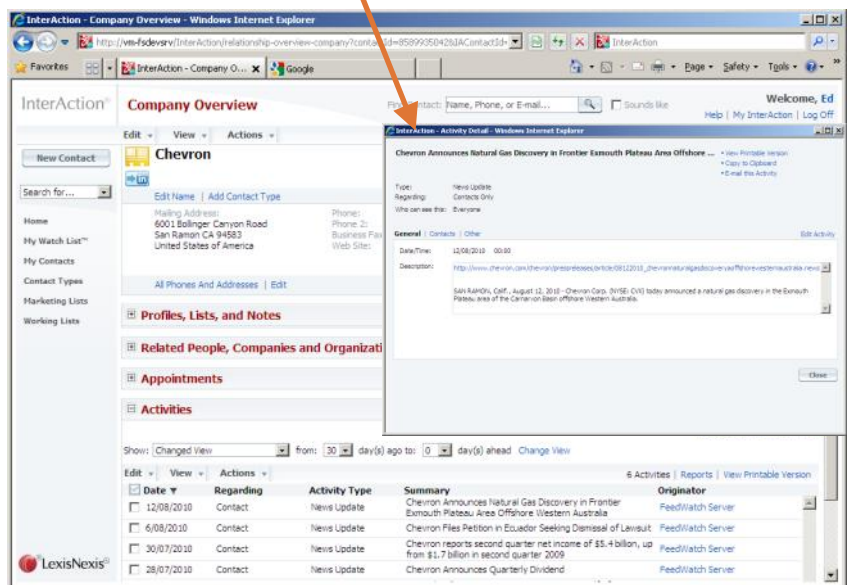 InterAction - Company Overview - Windows Internet Explorer
Favorites InterAction - Company O... X Google Page Safety Tools
InterAction
InterAction® Company Overview Name, Phone, or E-mail... Sounds like Welcome, Ed
Help | My InterAction | Log Off
Edit View Actions
New Contact
Search for...
Home
My Watch List™
My Contacts
Contact Types
Marketing Lists
Working Lists
LexisNexis®
Chevron
Edit Name | Add Contact Type
Mailing Address:
6001 Bollinger Canyon Road
San Ramon CA 94583
United States of America
Phone:
Phone 2:
Business Fax
Web Site:
All Phones And Addresses | Edit
Profiles, Lists, and Notes
Related People, Companies and Organizati
Appointments
Activities
InterAction - Activity Detail - Windows Internet Explorer
Chevron Announces Natural Gas Discovery in Frontier Exmouth Plateau Area Offshore ...
View Printable Version
Copy to Clipboard
E-mail this Activity
Type: News Update
Regarding: Contacts Only
Who can see this: Everyone
General | Contacts | Other Edit Activity
Date/Time: 12/08/2010 00:00
Description:
SAN RAMON, Calif., August 12, 2010 - Chevron Corp. (NYSE: CVX) today announced a natural gas discovery in the Exmouth
Plateau area of the Carnarvon Basin offshore Western Australia.
Close
Show: Changed View from: 30 day(s) ago to: 0 day(s) ahead Change View
Edit View Actions 6 Activities | Reports | View Printable Version
Date Regarding Activity Type Summary Originator
12/08/2010 Contact News Update Chevron Announces Natural Gas Discovery in Frontier
Exmouth Plateau Area Offshore Western Australia FeedWatch Server
6/08/2010 Contact News Update Chevron Files Petition in Ecuador Seeking Dismissal of Lawsuit FeedWatch Server
30/07/2010 Contact News Update Chevron reports second quarter net income of $5.4 billion, up
from $1.7 billion in second quarter 2009 FeedWatch Server
28/07/2010 Contact News Update Chevron Announces Quarterly Dividend FeedWatch Server